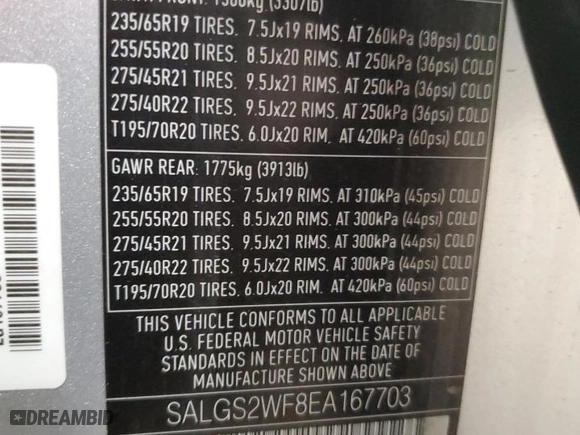 1500kg (3307lb)
235/65R19 TIRES. 7.5Jx19 RIMS, AT 260kPa (38psi) COLD
255/55R20 TIRES. 8.5Jx20 RIMS, AT 250kPa (36psi) COLD
275/45R21 TIRES. 9.5Jx21 RIMS, AT 250kPa (36psi) COLD
275/40R22 TIRES. 9.5Jx22 RIMS, AT 250kPa (36psi) COLD
T195/70R20 TIRES. 6.0Jx20 RIM. AT 420kPa (60psi) COLD
GAWR REAR: 1775kg (3913lb)
235/65R19 TIRES. 7.5Jx19 RIMS, AT 310kPa (45psi) COLD
255/55R20 TIRES. 8.5Jx20 RIMS, AT 300kPa (44psi) COLD
275/45R21 TIRES. 9.5Jx21 RIMS, AT 300kPa (44psi) COLD
275/40R22 TIRES. 9.5Jx22 RIMS, AT 300kPa (44psi) COLD
T195/70R20 TIRES. 6.0Jx20 RIM. AT 420kPa (60psi) COLD
THIS VEHICLE CONFORMS TO ALL APPLICABLE
U.S. FEDERAL MOTOR VEHICLE SAFETY
STANDARDS IN EFFECT ON THE DATE OF
MANUFACTURE SHOWN ABOVE.
SALGS2WF8EA167703
DREAMBID